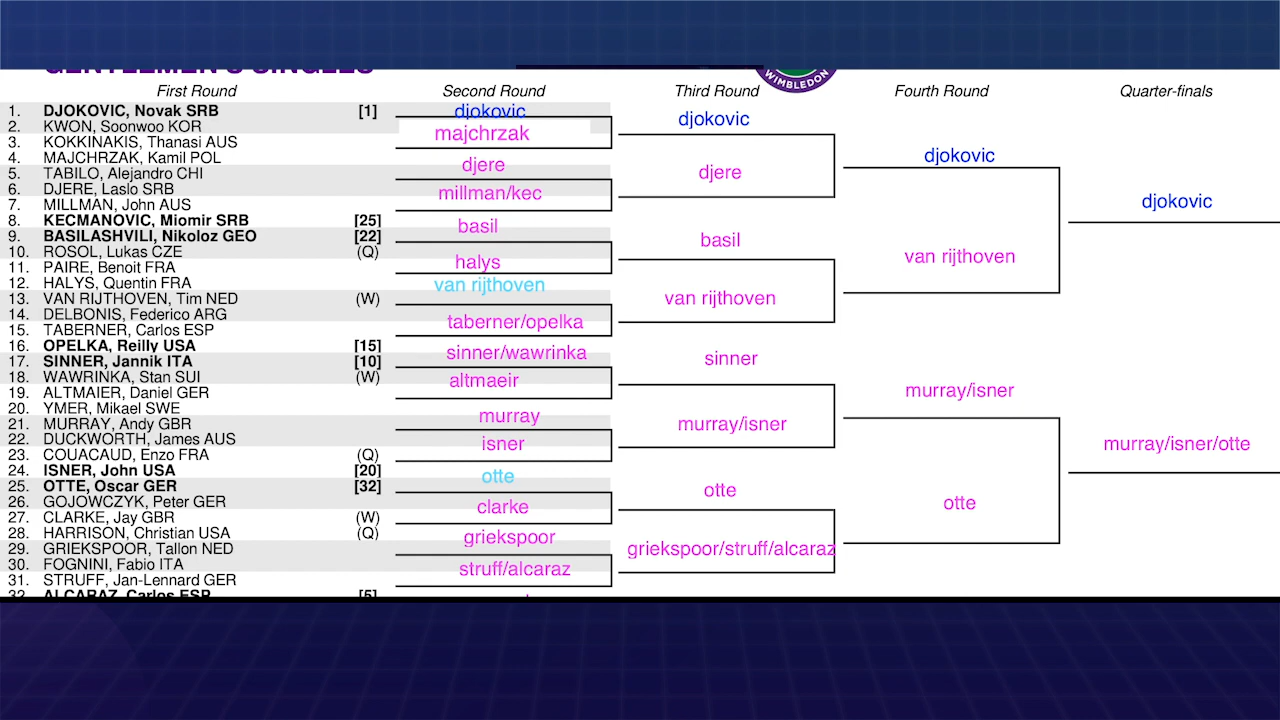 GENTLEMEN'S SINGLES
WIMBLEDON
First Round
Second Round
Third Round
Fourth Round
Quarter-finals
1. DJOKOVIC, Novak SRB [1]
2. KWON, Soonwoo KOR
3. KOKKINAKIS, Thanasi AUS
4. MAJCHRZAK, Kamil POL
5. TABILO, Alejandro CHI
6. DJERE, Laslo SRB
7. MILLMAN, John AUS
8. KECMANOVIC, Miomir SRB [25]
9. BASILASHVILI, Nikoloz GEO [22]
10. ROSOL, Lukas CZE (Q)
11. PAIRE, Benoit FRA
12. HALYS, Quentin FRA
13. VAN RIJTHOVEN, Tim NED (W)
14. DELBONIS, Federico ARG
15. TABERNER, Carlos ESP
16. OPELKA, Reilly USA [15]
17. SINNER, Jannik ITA [10]
18. WAWRINKA, Stan SUI (W)
19. ALTMAIER, Daniel GER
20. YMER, Mikael SWE
21. MURRAY, Andy GBR
22. DUCKWORTH, James AUS
23. COUACAUD, Enzo FRA (Q)
24. ISNER, John USA [20]
25. OTTE, Oscar GER [32]
26. GOJOWCZYK, Peter GER
27. CLARKE, Jay GBR (W)
28. HARRISON, Christian USA (Q)
29. GRIEKSPOOR, Tallon NED
30. FOGNINI, Fabio ITA
31. STRUFF, Jan-Lennard GER
32. ALCARAZ, Carlos ESP [5]
djokovic
majchrzak
djere
millman/kec
basil
halys
van rijthoven
taberner/opelka
sinner/wawrinka
altmaeir
murray
isner
otte
clarke
griekspoor
struff/alcaraz
djokovic
djere
basil
van rijthoven
sinner
murray/isner
otte
griekspoor/struff/alcaraz
djokovic
van rijthoven
murray/isner
otte
djokovic
murray/isner/otte